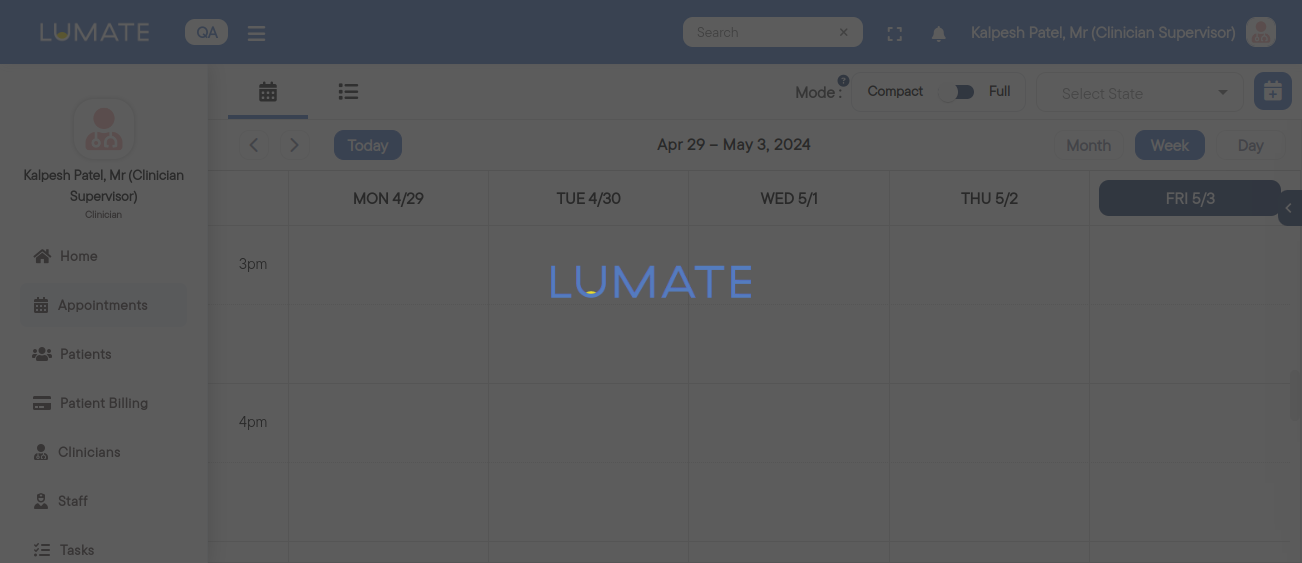 LUMATE
QA
Search
Kalpesh Patel, Mr (Clinician Supervisor)
Mode :
?
Compact
Full
Select State
Today
Apr 29 – May 3, 2024
Month
Week
Day
Kalpesh Patel, Mr (Clinician
Supervisor)
Clinician
MON 4/29
TUE 4/30
WED 5/1
THU 5/2
FRI 5/3
Home
3pm
LUMATE
Appointments
Patients
Patient Billing
4pm
Clinicians
Staff
Tasks